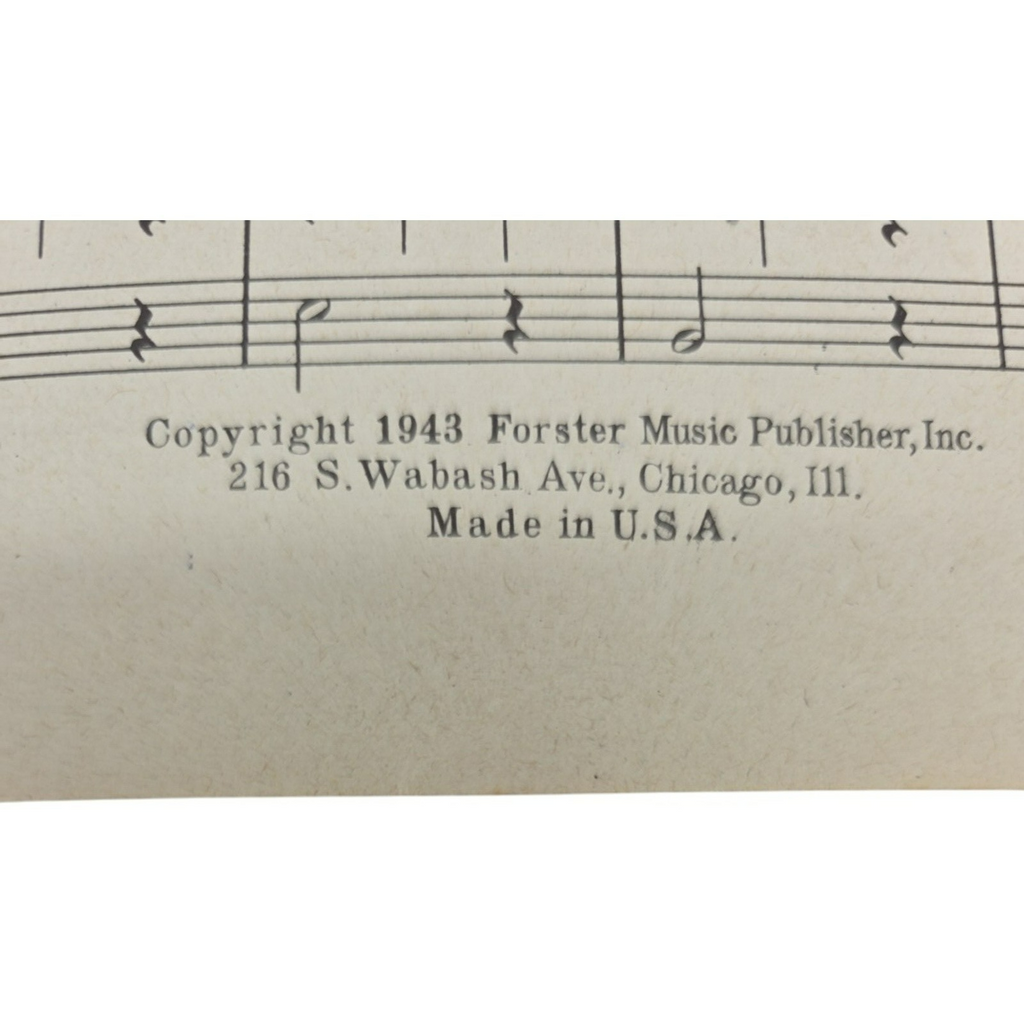 Copyright 1943 Forster Music Publisher, Inc.
216 S. Wabash Ave., Chicago, Ill.
Made in U.S.A.